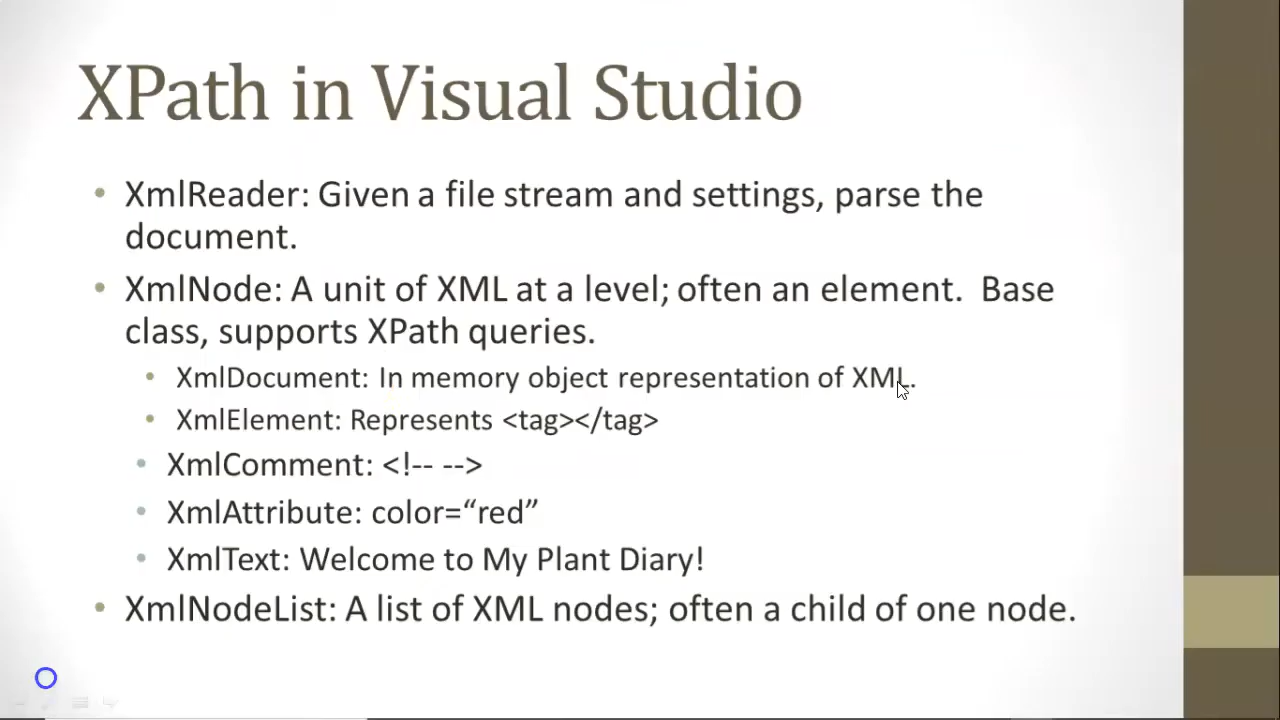 XPath in Visual Studio
• XmlReader: Given a file stream and settings, parse the
document.
• XmlNode: A unit of XML at a level; often an element.  Base
class, supports XPath queries.
• XmlDocument: In memory object representation of XML.
• XmlElement: Represents <tag></tag>
• XmlComment: <!-- -->
• XmlAttribute: color=“red”
• XmlText: Welcome to My Plant Diary!
• XmlNodeList: A list of XML nodes; often a child of one node.